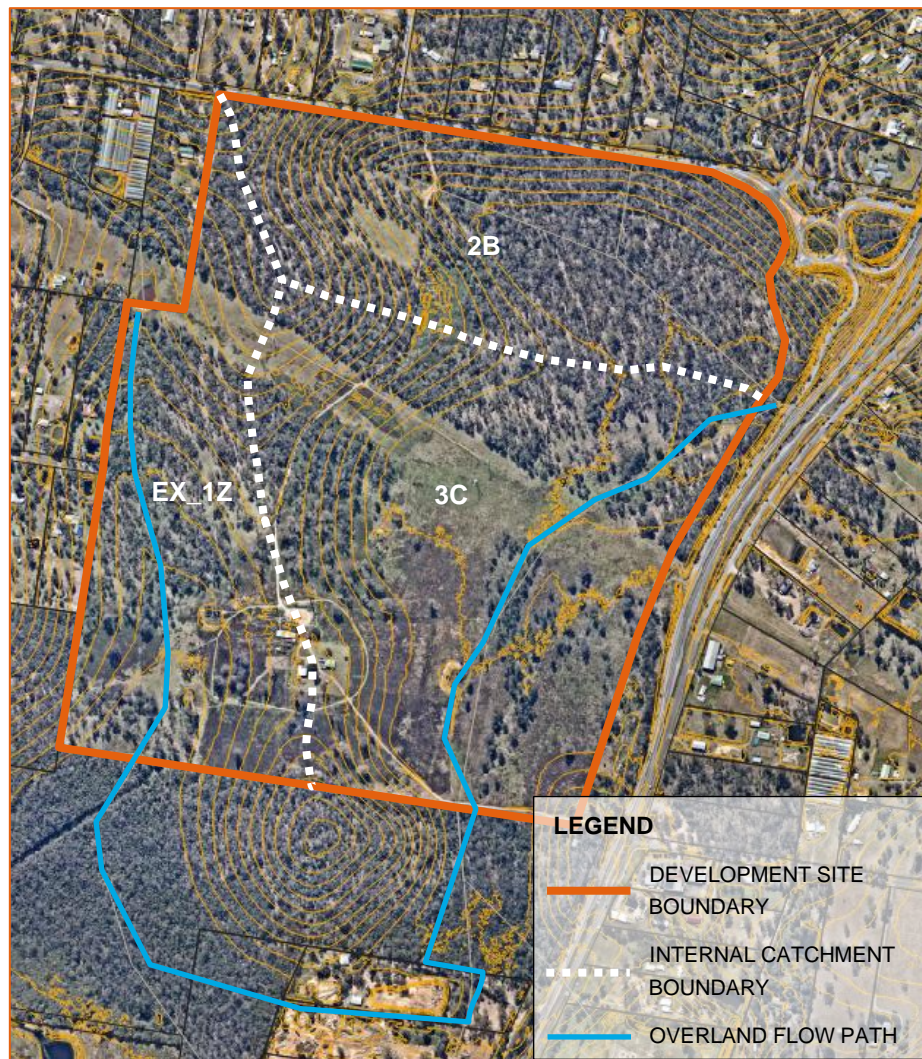 2B
EX_1Z
3C
LEGEND
DEVELOPMENT SITE
BOUNDARY
INTERNAL CATCHMENT
BOUNDARY
OVERLAND FLOW PATH